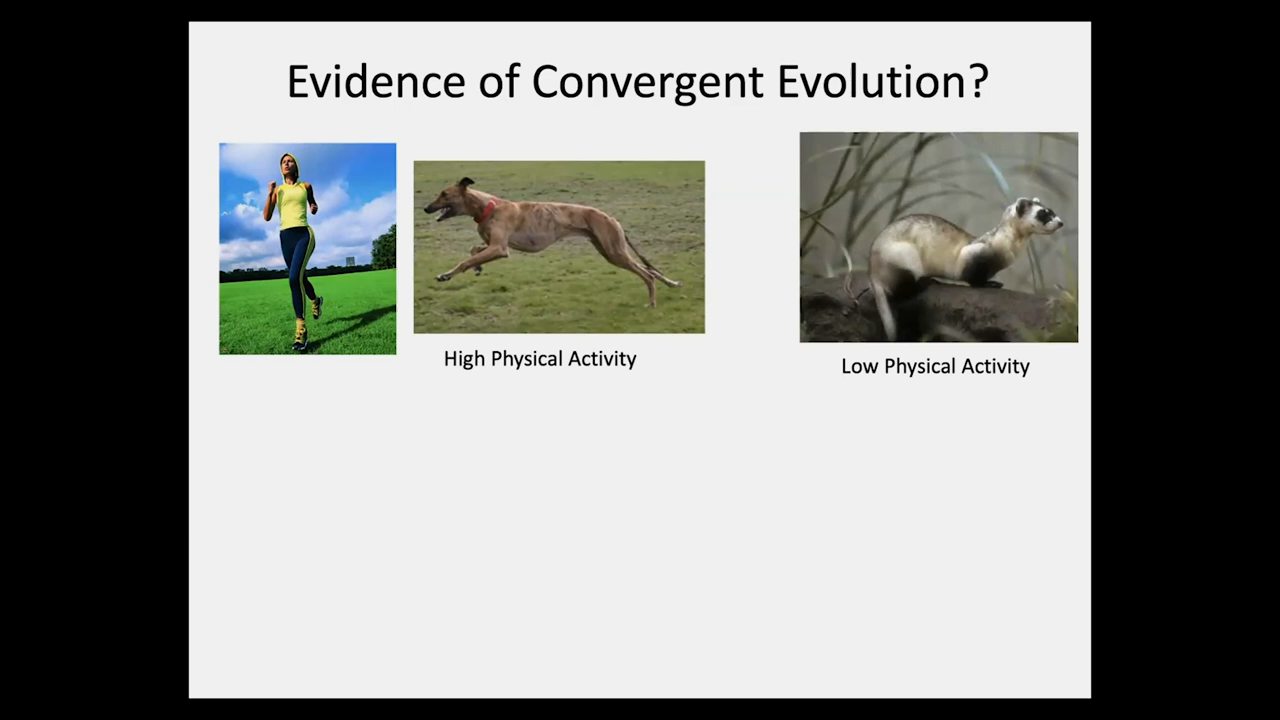 Evidence of Convergent Evolution?
High Physical Activity
Low Physical Activity